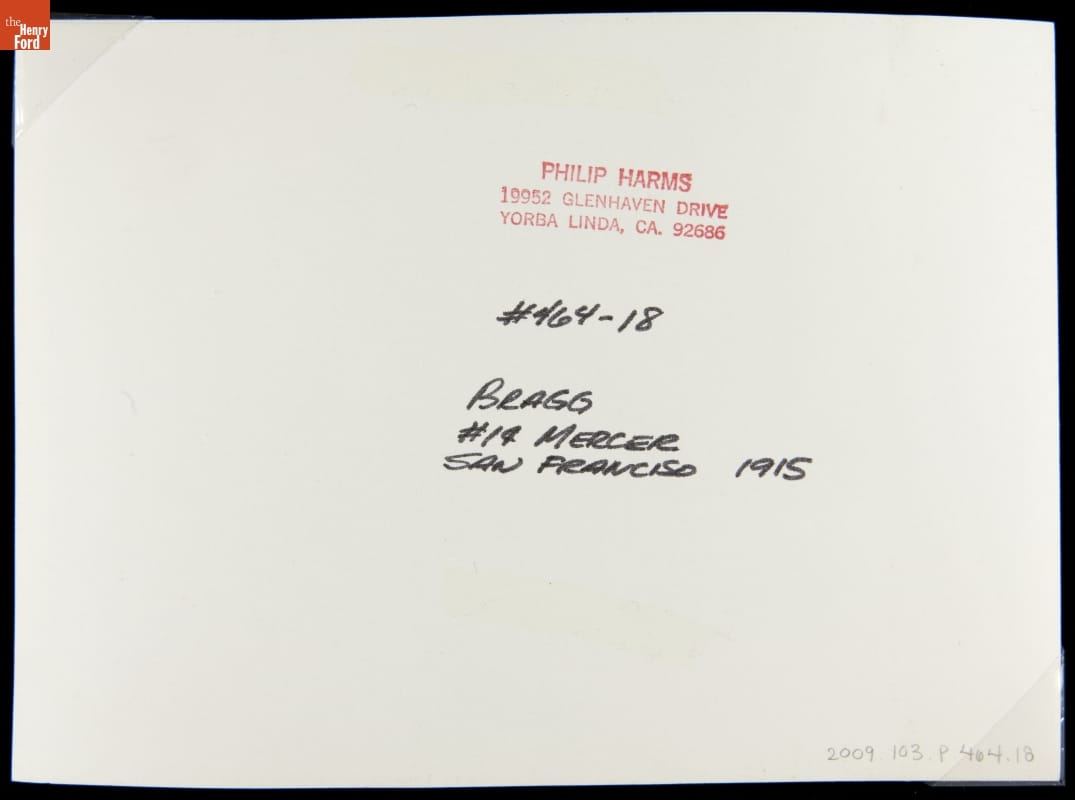 the
Henry
Ford
PHILIP HARMS
19952 GLENHAVEN DRIVE
YORBA LINDA, CA. 92686
#464-18
BRAGG
#14 MERCER
SAN FRANCISO 1915
2009.103.P.464.18